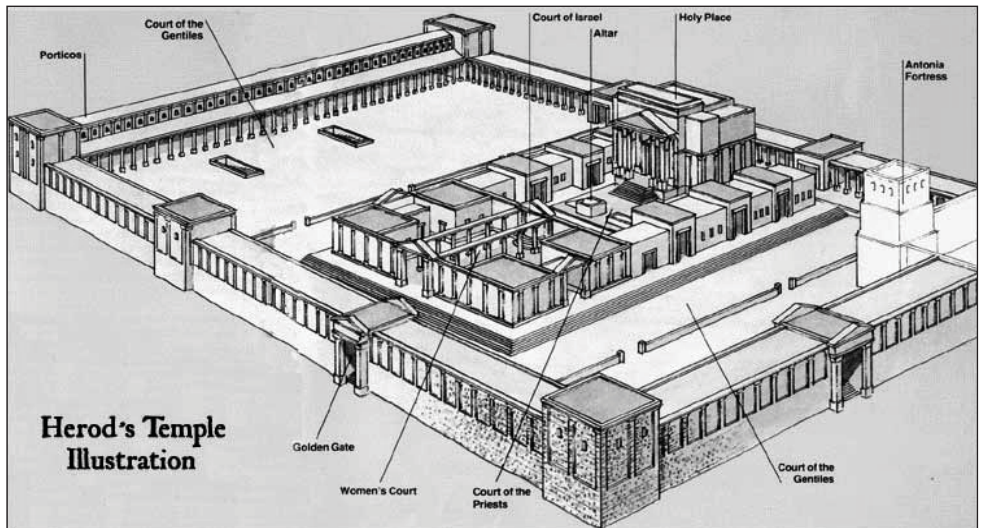 Court of the
Gentiles
Porticos
Court of Israel
Altar
Holy Place
Antonia
Fortress
Herod's Temple
Illustration
Golden Gate
Women's Court
Court of the
Priests
Court of the
Gentiles